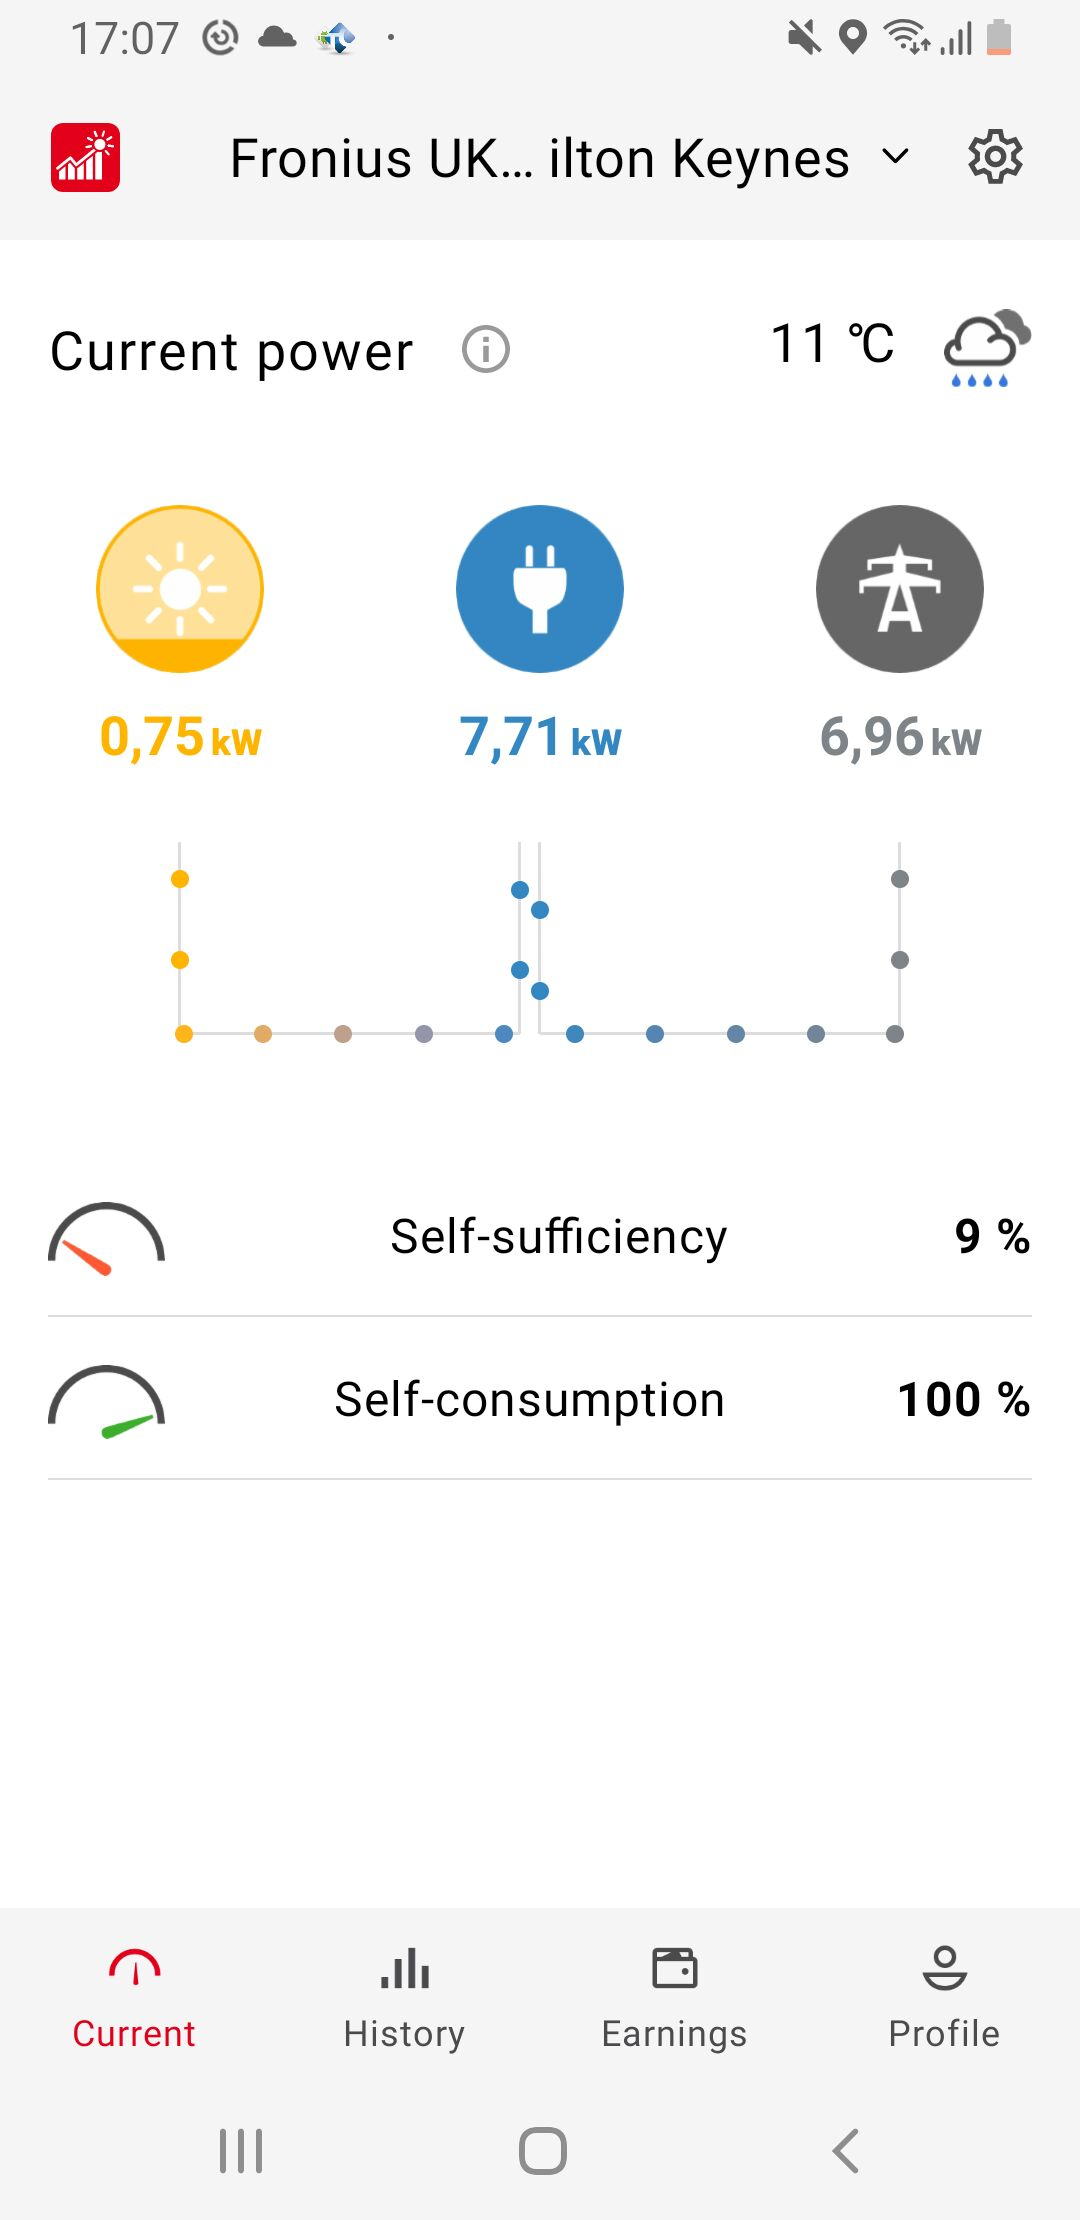 17:07
Fronius UK... ilton Keynes
Current power
11 °C
0,75 kW
7,71 kW
6,96 kW
Self-sufficiency 9 %
Self-consumption 100 %
Current
History
Earnings
Profile